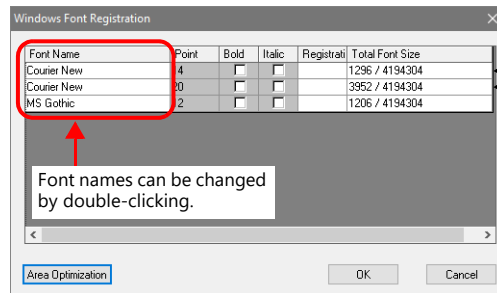 Windows Font Registration
Font Name Point Bold Italic Registrati Total Font Size
Courier New 4 1296 / 4194304
Courier New 20 3952 / 4194304
MS Gothic 2 1206 / 4194304
Font names can be changed
by double-clicking.
Area Optimization OK Cancel